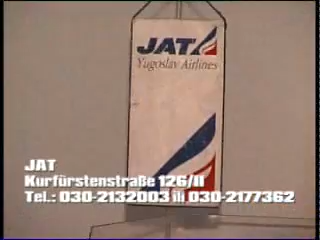 JAT
Yugoslav Airlines
JAT
Kurfürstenstraße 126/II
Tel.: 030-2132003 ili 030-2177362